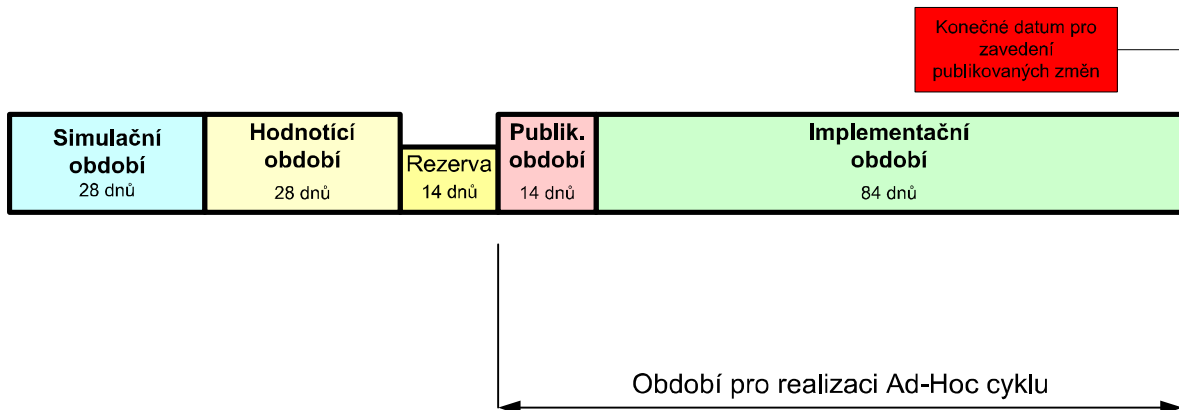 Konečné datum pro
zavedení
publikovaných změn
Simulační
období
28 dnů
Hodnotící
období
28 dnů
Rezerva
14 dnů
Publik.
období
14 dnů
Implementační
období
84 dnů
Období pro realizaci Ad-Hoc cyklu